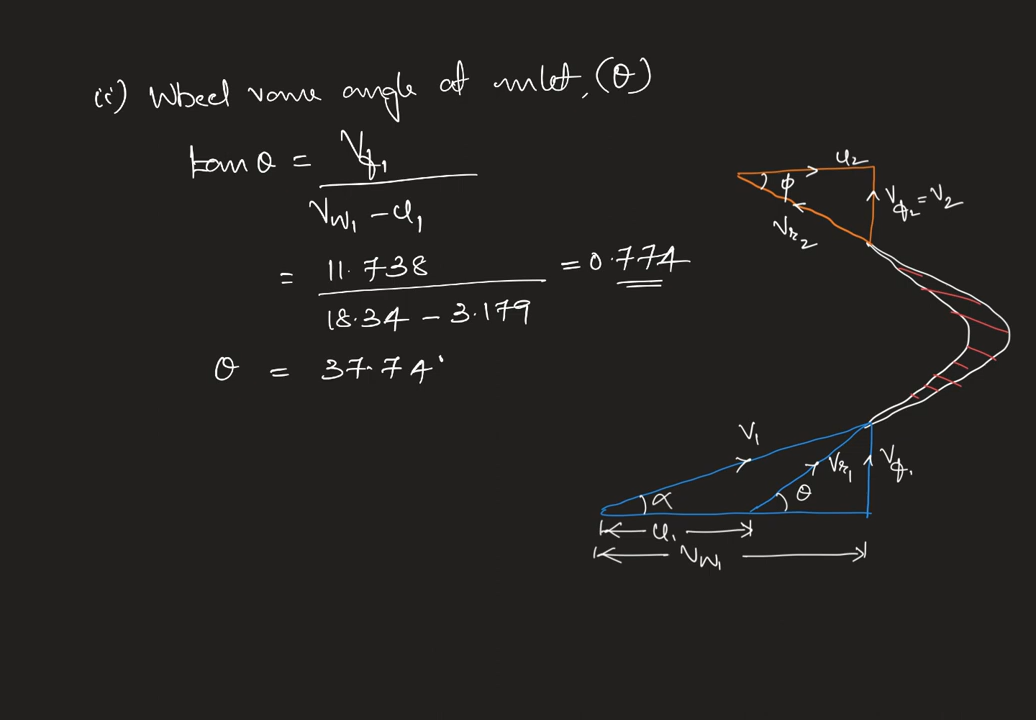 (ii) Wheel vane angle at inlet, (θ)
tan θ = Vf₁ / (Vw₁ − u₁)
= 11.738 / (18.34 − 3.179) = 0.774
θ = 37.74°
u₂
ϕ
Vf₂ = V₂
Vr₂
V₁
Vr₁
Vf₁
α
θ
u₁
Vw₁